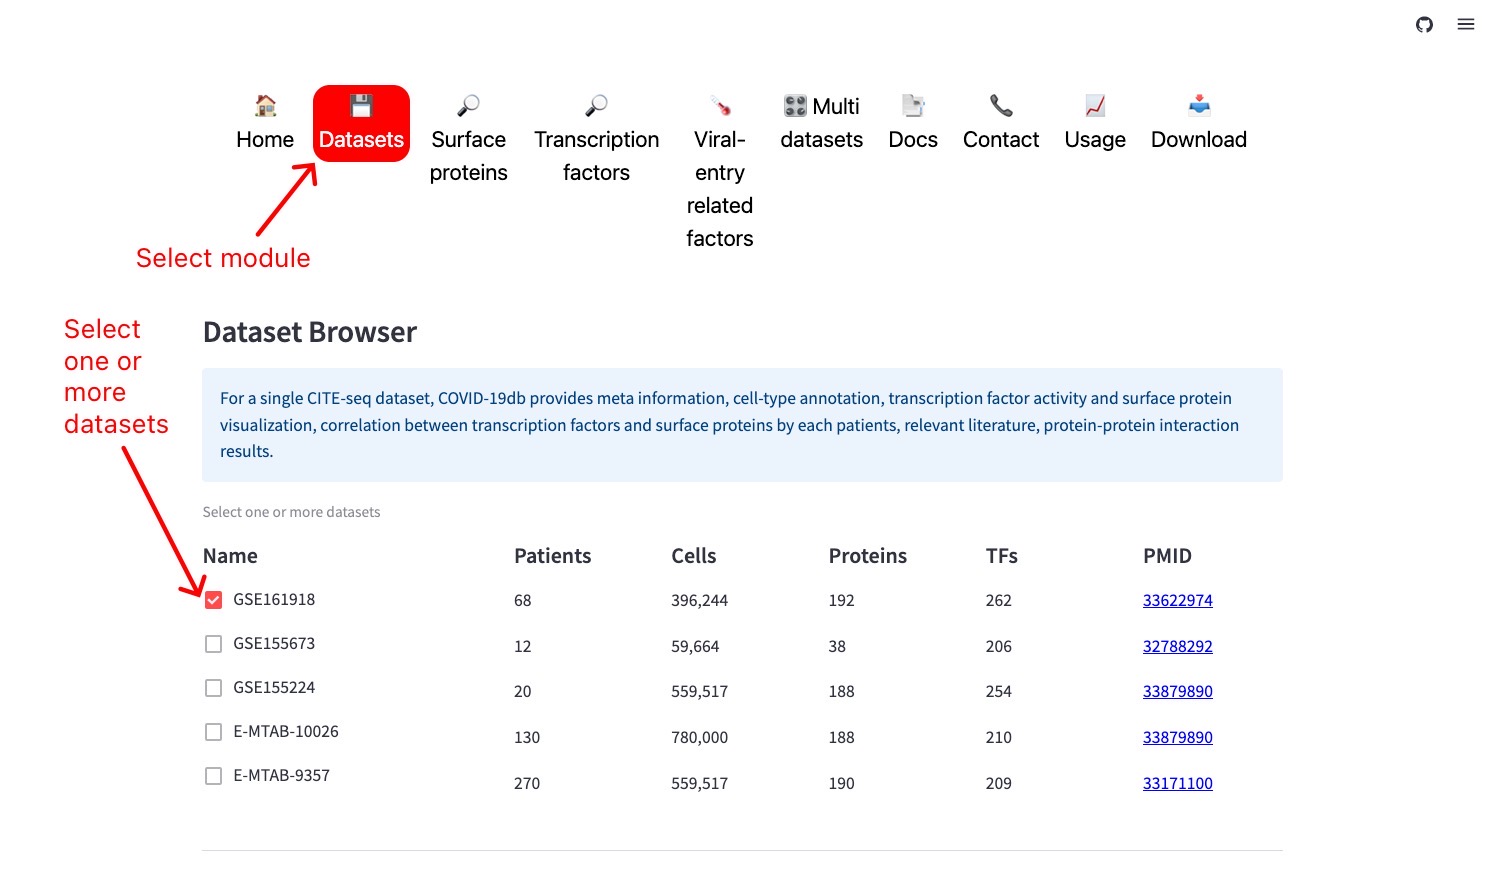 Home
Datasets
Surface
proteins
Transcription
factors
Viral-
entry
related
factors
Multi
datasets
Docs
Contact
Usage
Download
Select module
Select
one or
more
datasets
Dataset Browser
For a single CITE-seq dataset, COVID-19db provides meta information, cell-type annotation, transcription factor activity and surface protein
visualization, correlation between transcription factors and surface proteins by each patients, relevant literature, protein-protein interaction
results.
Select one or more datasets
Name Patients Cells Proteins TFs PMID
GSE161918 68 396,244 192 262 33622974
GSE155673 12 59,664 38 206 32788292
GSE155224 20 559,517 188 254 33879890
E-MTAB-10026 130 780,000 188 210 33879890
E-MTAB-9357 270 559,517 190 209 33171100